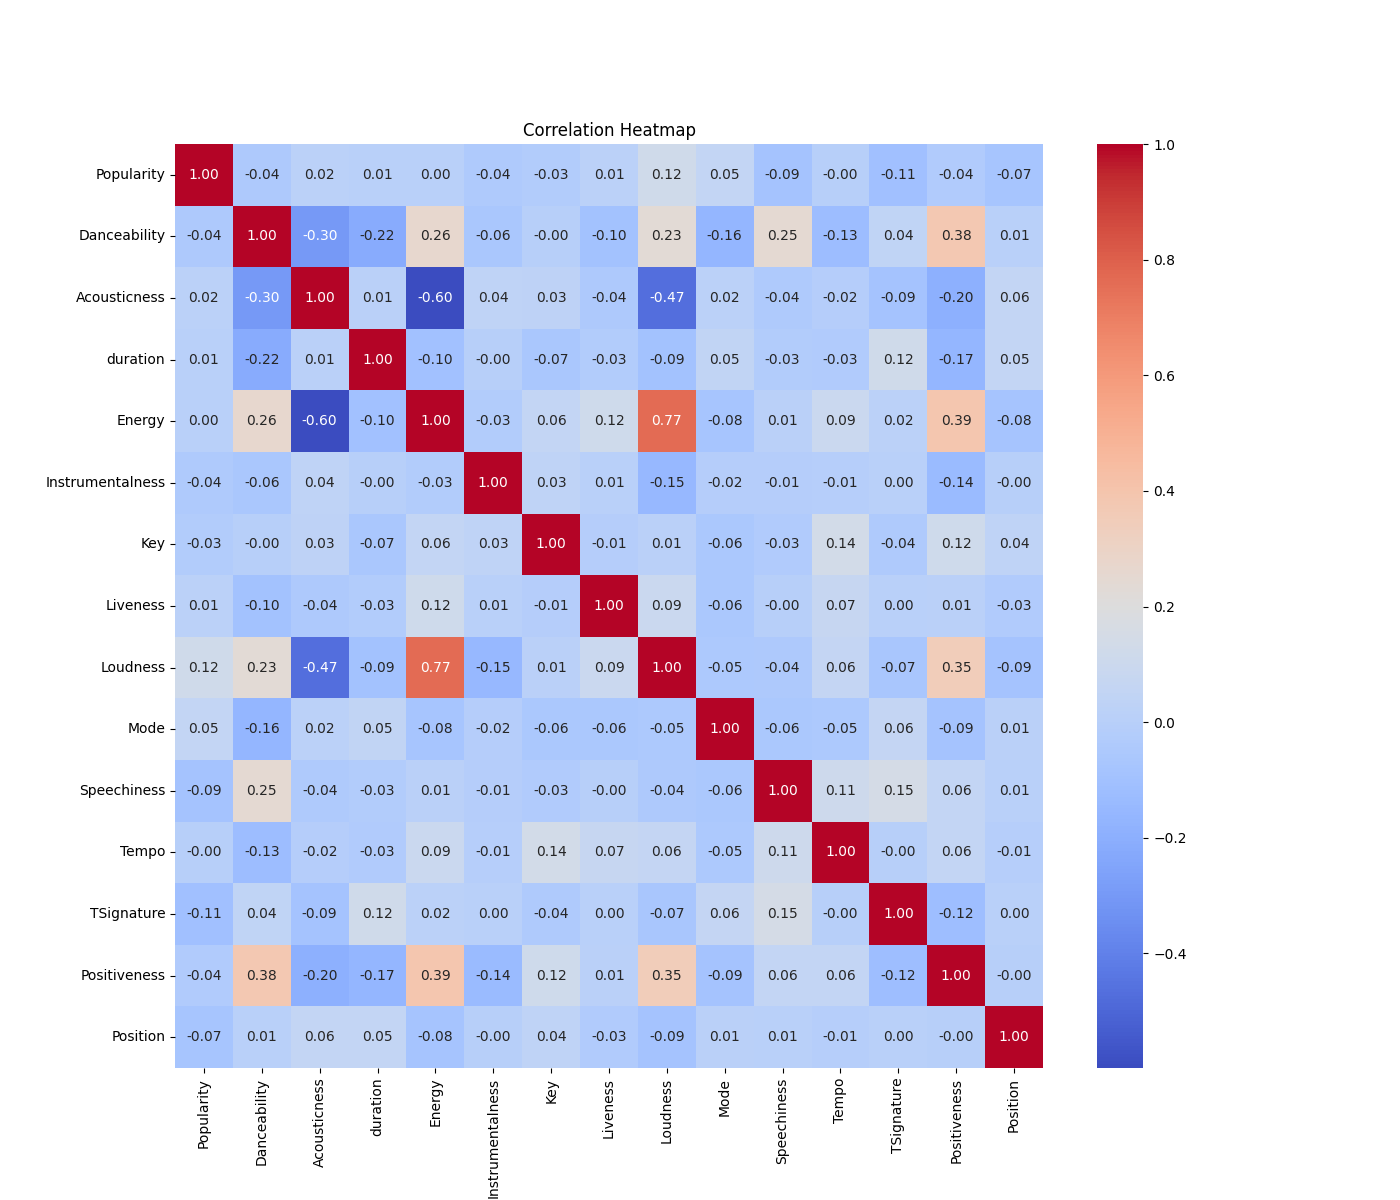 Correlation Heatmap
Popularity 1.00 -0.04 0.02 0.01 0.00 -0.04 -0.03 0.01 0.12 0.05 -0.09 -0.00 -0.11 -0.04 -0.07
Danceability -0.04 1.00 -0.30 -0.22 0.26 -0.06 -0.00 -0.10 0.23 -0.16 0.25 -0.13 0.04 0.38 0.01
Acousticness 0.02 -0.30 1.00 0.01 -0.60 0.04 0.03 -0.04 -0.47 0.02 -0.04 -0.02 -0.09 -0.20 0.06
duration 0.01 -0.22 0.01 1.00 -0.10 -0.00 -0.07 -0.03 -0.09 0.05 -0.03 -0.03 0.12 -0.17 0.05
Energy 0.00 0.26 -0.60 -0.10 1.00 -0.03 0.06 0.12 0.77 -0.08 0.01 0.09 0.02 0.39 -0.08
Instrumentalness -0.04 -0.06 0.04 -0.00 -0.03 1.00 0.03 0.01 -0.15 -0.02 -0.01 -0.01 0.00 -0.14 -0.00
Key -0.03 -0.00 0.03 -0.07 0.06 0.03 1.00 -0.01 0.01 -0.06 -0.03 0.14 -0.04 0.12 0.04
Liveness 0.01 -0.10 -0.04 -0.03 0.12 0.01 -0.01 1.00 0.09 -0.06 -0.00 0.07 0.00 0.01 -0.03
Loudness 0.12 0.23 -0.47 -0.09 0.77 -0.15 0.01 0.09 1.00 -0.05 -0.04 0.06 -0.07 0.35 -0.09
Mode 0.05 -0.16 0.02 0.05 -0.08 -0.02 -0.06 -0.06 -0.05 1.00 -0.06 -0.05 0.06 -0.09 0.01
Speechiness -0.09 0.25 -0.04 -0.03 0.01 -0.01 -0.03 -0.00 -0.04 -0.06 1.00 0.11 0.15 0.06 0.01
Tempo -0.00 -0.13 -0.02 -0.03 0.09 -0.01 0.14 0.07 0.06 -0.05 0.11 1.00 -0.00 0.06 -0.01
TSignature -0.11 0.04 -0.09 0.12 0.02 0.00 -0.04 0.00 -0.07 0.06 0.15 -0.00 1.00 -0.12 0.00
Positiveness -0.04 0.38 -0.20 -0.17 0.39 -0.14 0.12 0.01 0.35 -0.09 0.06 0.06 -0.12 1.00 -0.00
Position -0.07 0.01 0.06 0.05 -0.08 -0.00 0.04 -0.03 -0.09 0.01 0.01 -0.01 0.00 -0.00 1.00
Popularity
Danceability
Acousticness
duration
Energy
Instrumentalness
Key
Liveness
Loudness
Mode
Speechiness
Tempo
TSignature
Positiveness
Position
1.0
0.8
0.6
0.4
0.2
0.0
−0.2
−0.4